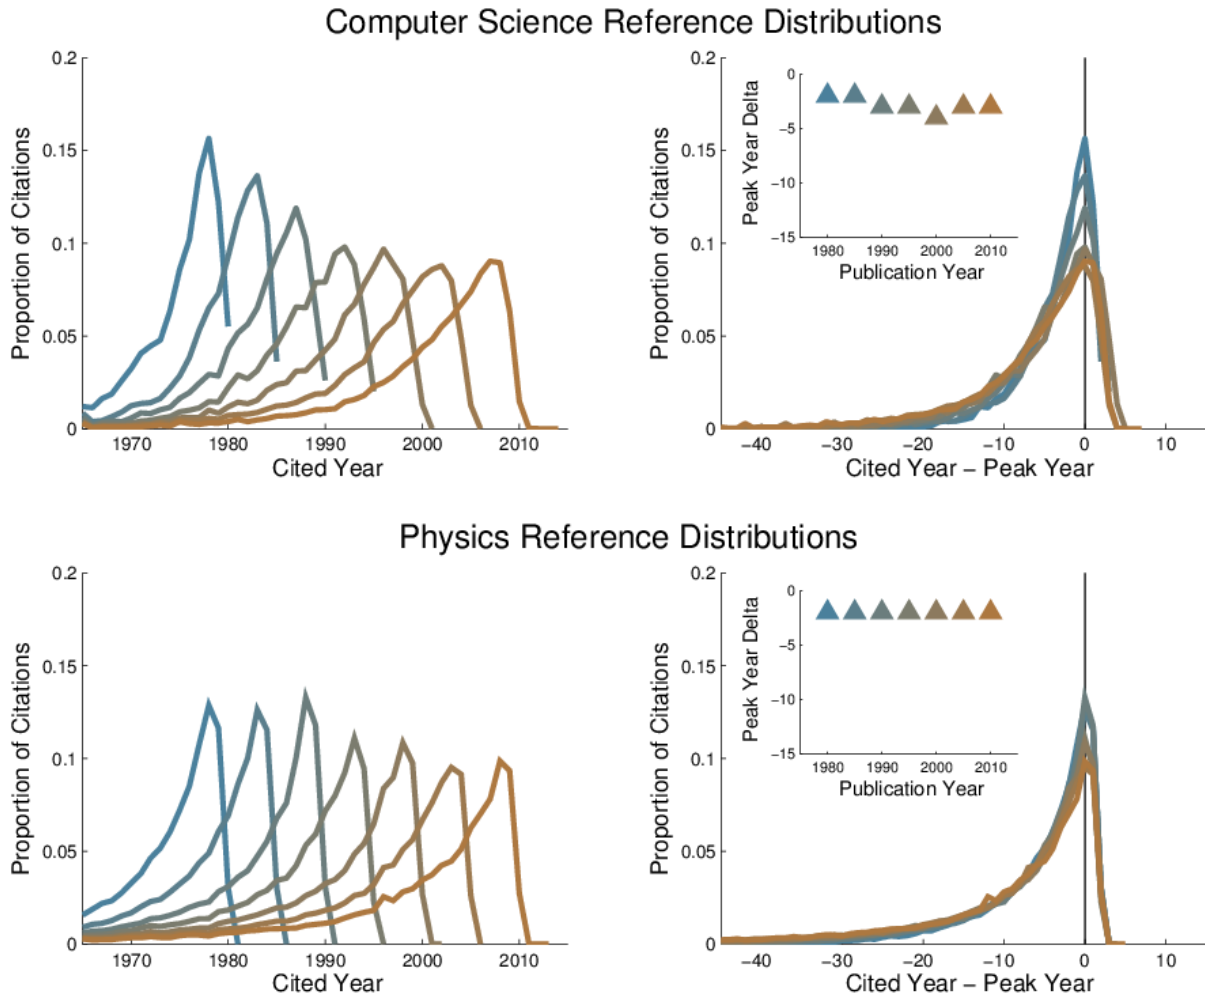 Computer Science Reference Distributions
0.2
0.15
0.1
0.05
0
Proportion of Citations
1970 1980 1990 2000 2010
Cited Year
0.2
0.15
0.1
0.05
0
Proportion of Citations
−40 −30 −20 −10 0 10
Cited Year − Peak Year
0
−5
−10
−15
Peak Year Delta
1980 1990 2000 2010
Publication Year
Physics Reference Distributions
0.2
0.15
0.1
0.05
0
Proportion of Citations
1970 1980 1990 2000 2010
Cited Year
0.2
0.15
0.1
0.05
0
Proportion of Citations
−40 −30 −20 −10 0 10
Cited Year − Peak Year
0
−5
−10
−15
Peak Year Delta
1980 1990 2000 2010
Publication Year